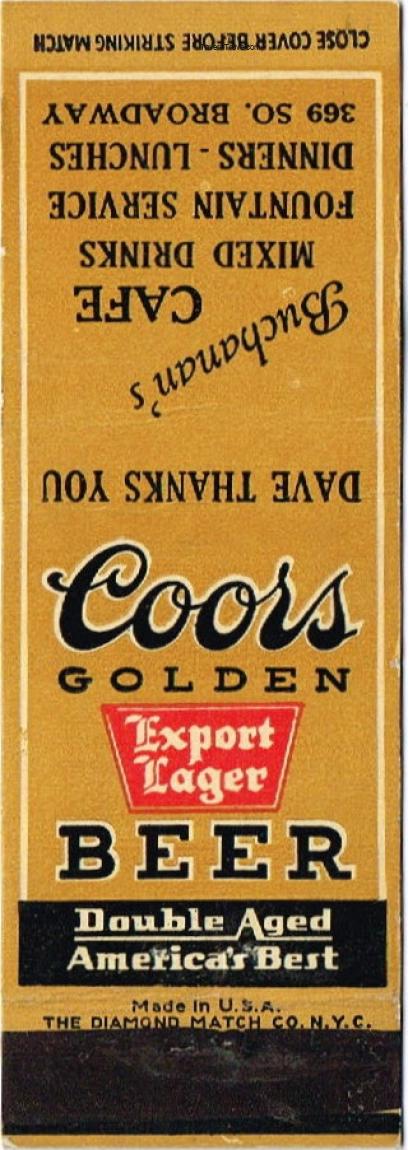 DAVE THANKS YOU
Buchanan's
CAFE
MIXED DRINKS
FOUNTAIN SERVICE
DINNERS - LUNCHES
369 SO. BROADWAY
CLOSE COVER BEFORE STRIKING MATCH
Coors
GOLDEN
Export
Lager
BEER
Double Aged
America's Best
Made in U.S.A.
THE DIAMOND MATCH CO. N.Y.C.